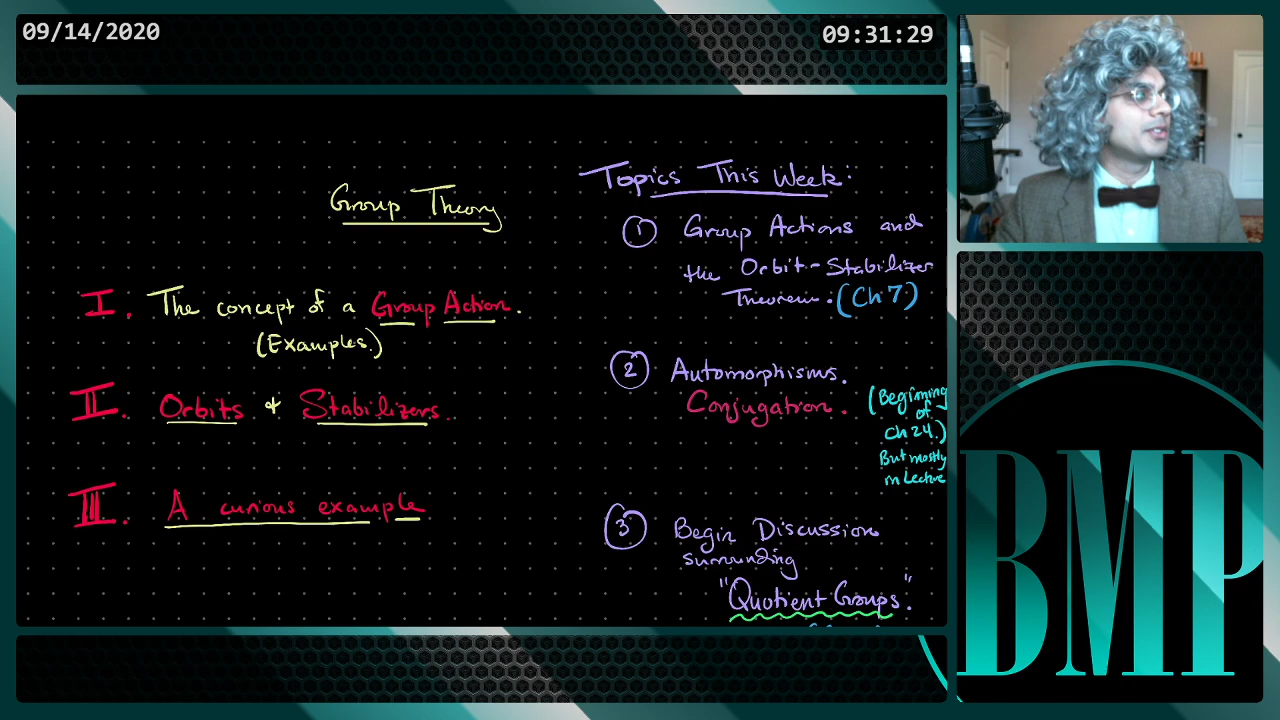 09/14/2020
09:31:29
Group Theory
I. The concept of a Group Action.
(Examples.)
II. Orbits & Stabilizers.
III. A curious example
Topics This Week:
① Group Actions and
the Orbit-Stabilizer
Theorem. (Ch 7.)
② Automorphisms.
Conjugation.
(Beginning
of
Ch 24.)
But mostly
in Lecture
③ Begin Discussion
surrounding
"Quotient Groups".
BMP